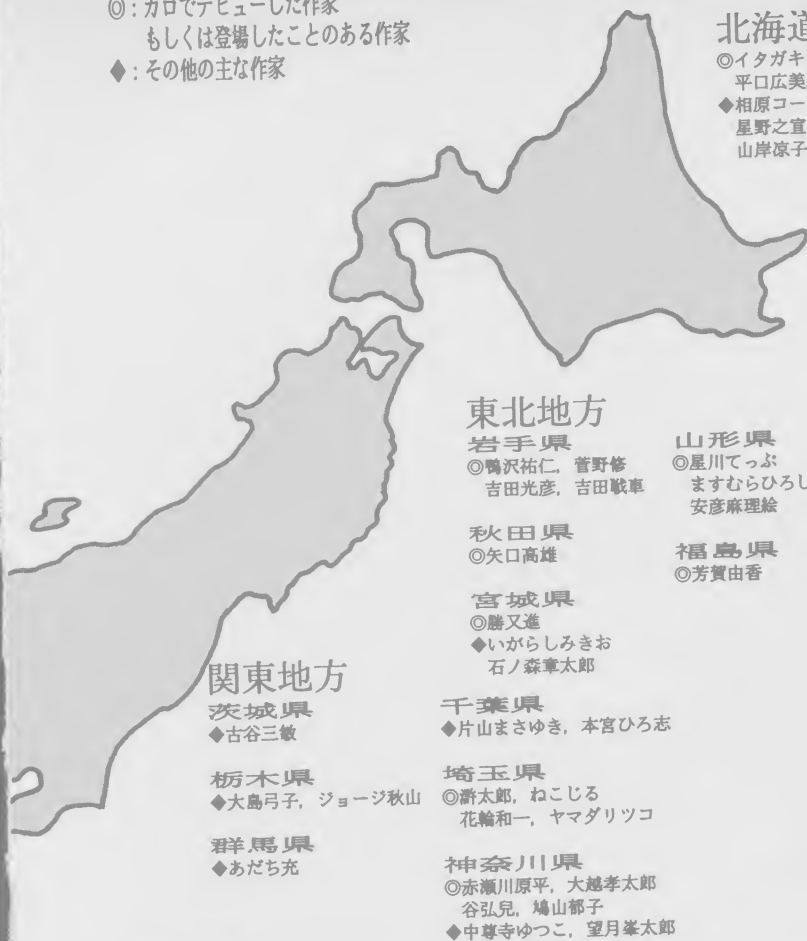 ◎：ガロでデビューした作家
もしくは登場したことのある作家
◆：その他の主な作家
北海道
◎イタガキ
平口広美
◆相原コー
星野之宣
山岸凉子
東北地方
岩手県
◎鴨沢祐仁，菅野修
吉田光彦，吉田戦車
秋田県
◎矢口高雄
宮城県
◎勝又進
◆いがらしみきお
石ノ森章太郎
山形県
◎星川てっぷ
ますむらひろし
安彦麻理絵
福島県
◎芳賀由香
関東地方
茨城県
◆古谷三敏
栃木県
◆大島弓子，ジョージ秋山
群馬県
◆あだち充
千葉県
◆片山まさゆき，本宮ひろ志
埼玉県
◎滸太郎，ねこじる
花輪和一，ヤマダリツコ
神奈川県
◎赤瀬川原平，大越孝太郎
谷弘兒，鳩山郁子
◆中尊寺ゆつこ，望月峯太郎